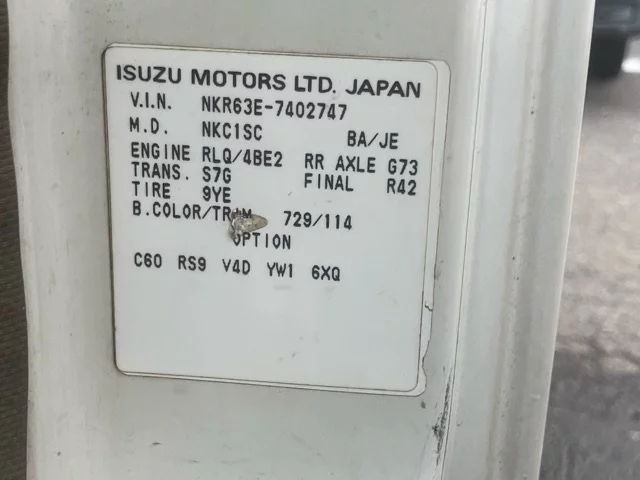 ISUZU MOTORS LTD. JAPAN
V.I.N. NKR63E-7402747
M.D. NKC1SC BA/JE
ENGINE RLQ/4BE2 RR AXLE G73
TRANS. S7G FINAL R42
TIRE 9YE
B.COLOR/TRIM 729/114
OPTION
C60 RS9 V4D YW1 6XQ